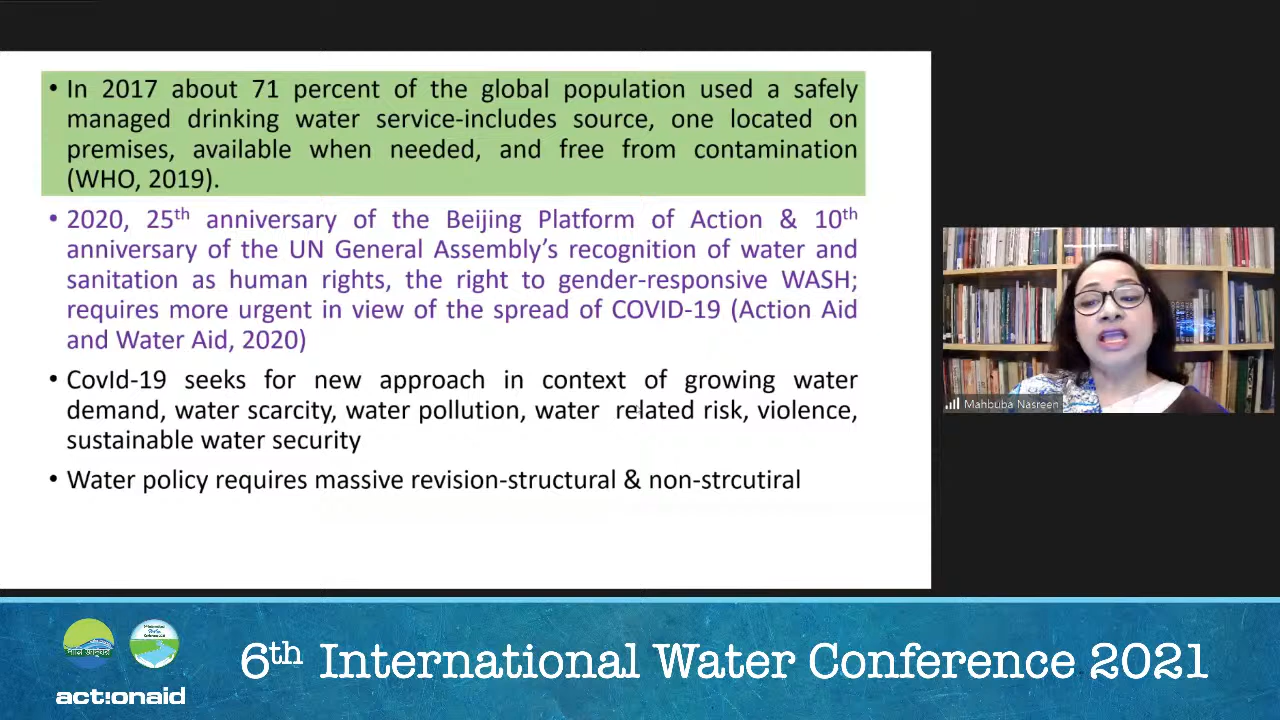 • In 2017 about 71 percent of the global population used a safely
managed drinking water service-includes source, one located on
premises, available when needed, and free from contamination
(WHO, 2019).
• 2020, 25th anniversary of the Beijing Platform of Action & 10th
anniversary of the UN General Assembly's recognition of water and
sanitation as human rights, the right to gender-responsive WASH;
requires more urgent in view of the spread of COVID-19 (Action Aid
and Water Aid, 2020)
• CovId-19 seeks for new approach in context of growing water
demand, water scarcity, water pollution, water related risk, violence,
sustainable water security
• Water policy requires massive revision-structural & non-strcutiral
Mahbuba Nasreen
পানি জাদুঘর
act:onaid
6th International Water Conference 2021